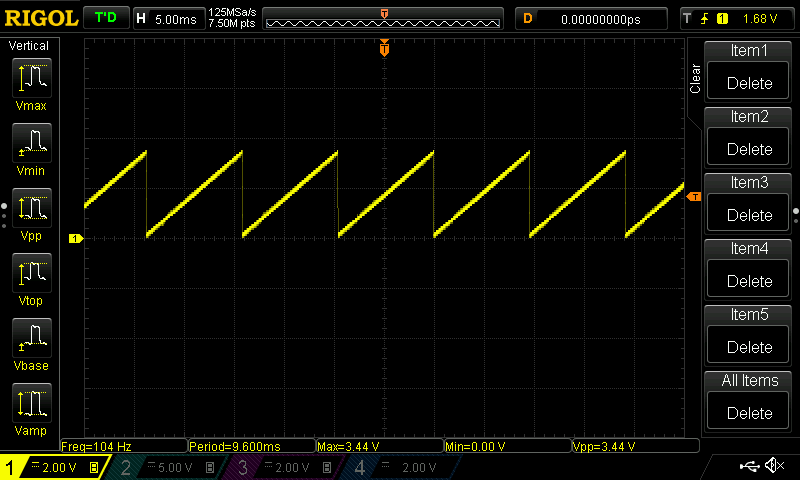 RIGOL T'D H 5.00ms 125MSa/s 7.50M pts T D 0.00000000ps T 1 1.68 V
Vertical
Vmax
Vmin
Vpp
Vtop
Vbase
Vamp
T
1
T
Clear
Item1
Delete
Item2
Delete
Item3
Delete
Item4
Delete
Item5
Delete
All Items
Delete
Freq=104 Hz Period=9.600ms Max=3.44 V Min=0.00 V Vpp=3.44 V
1 2.00 V B 2 5.00 V B 3 2.00 V B 4 2.00 V